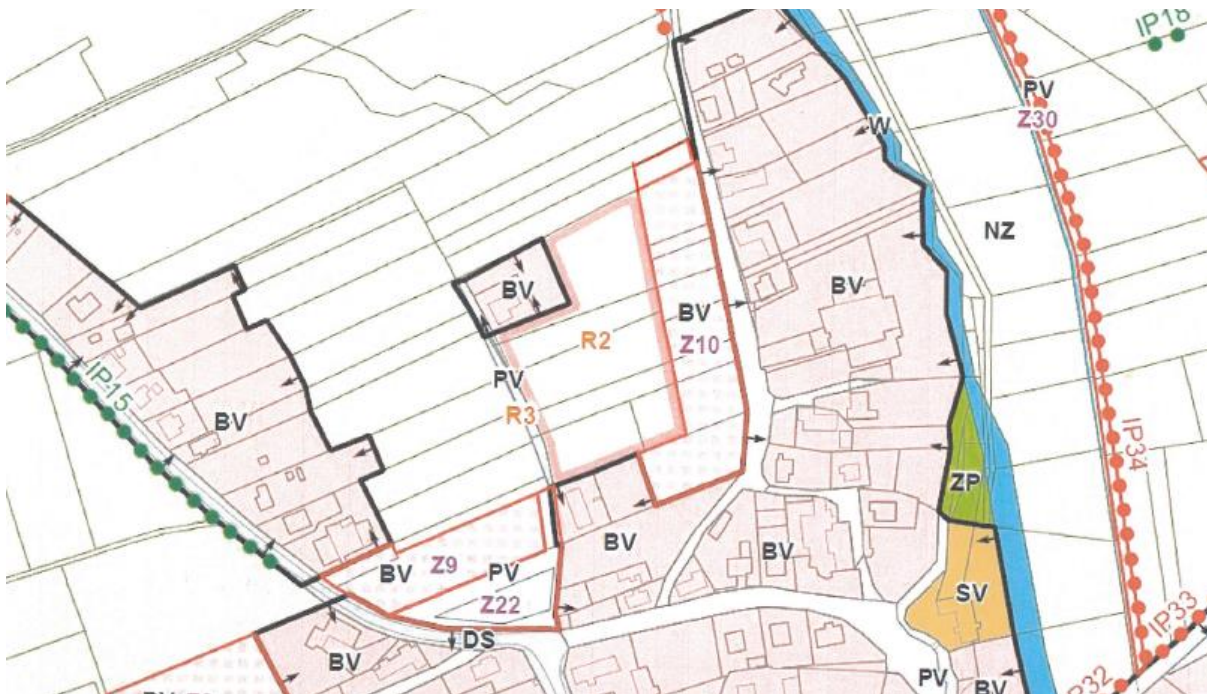 IP18
PV
Z30
W
NZ
BV
BV
BV
Z10
R2
PV
R3
IP15
BV
IP34
ZP
BV
BV
Z9
PV
BV
Z22
SV
DS
BV
PV
BV
IP33
IP32